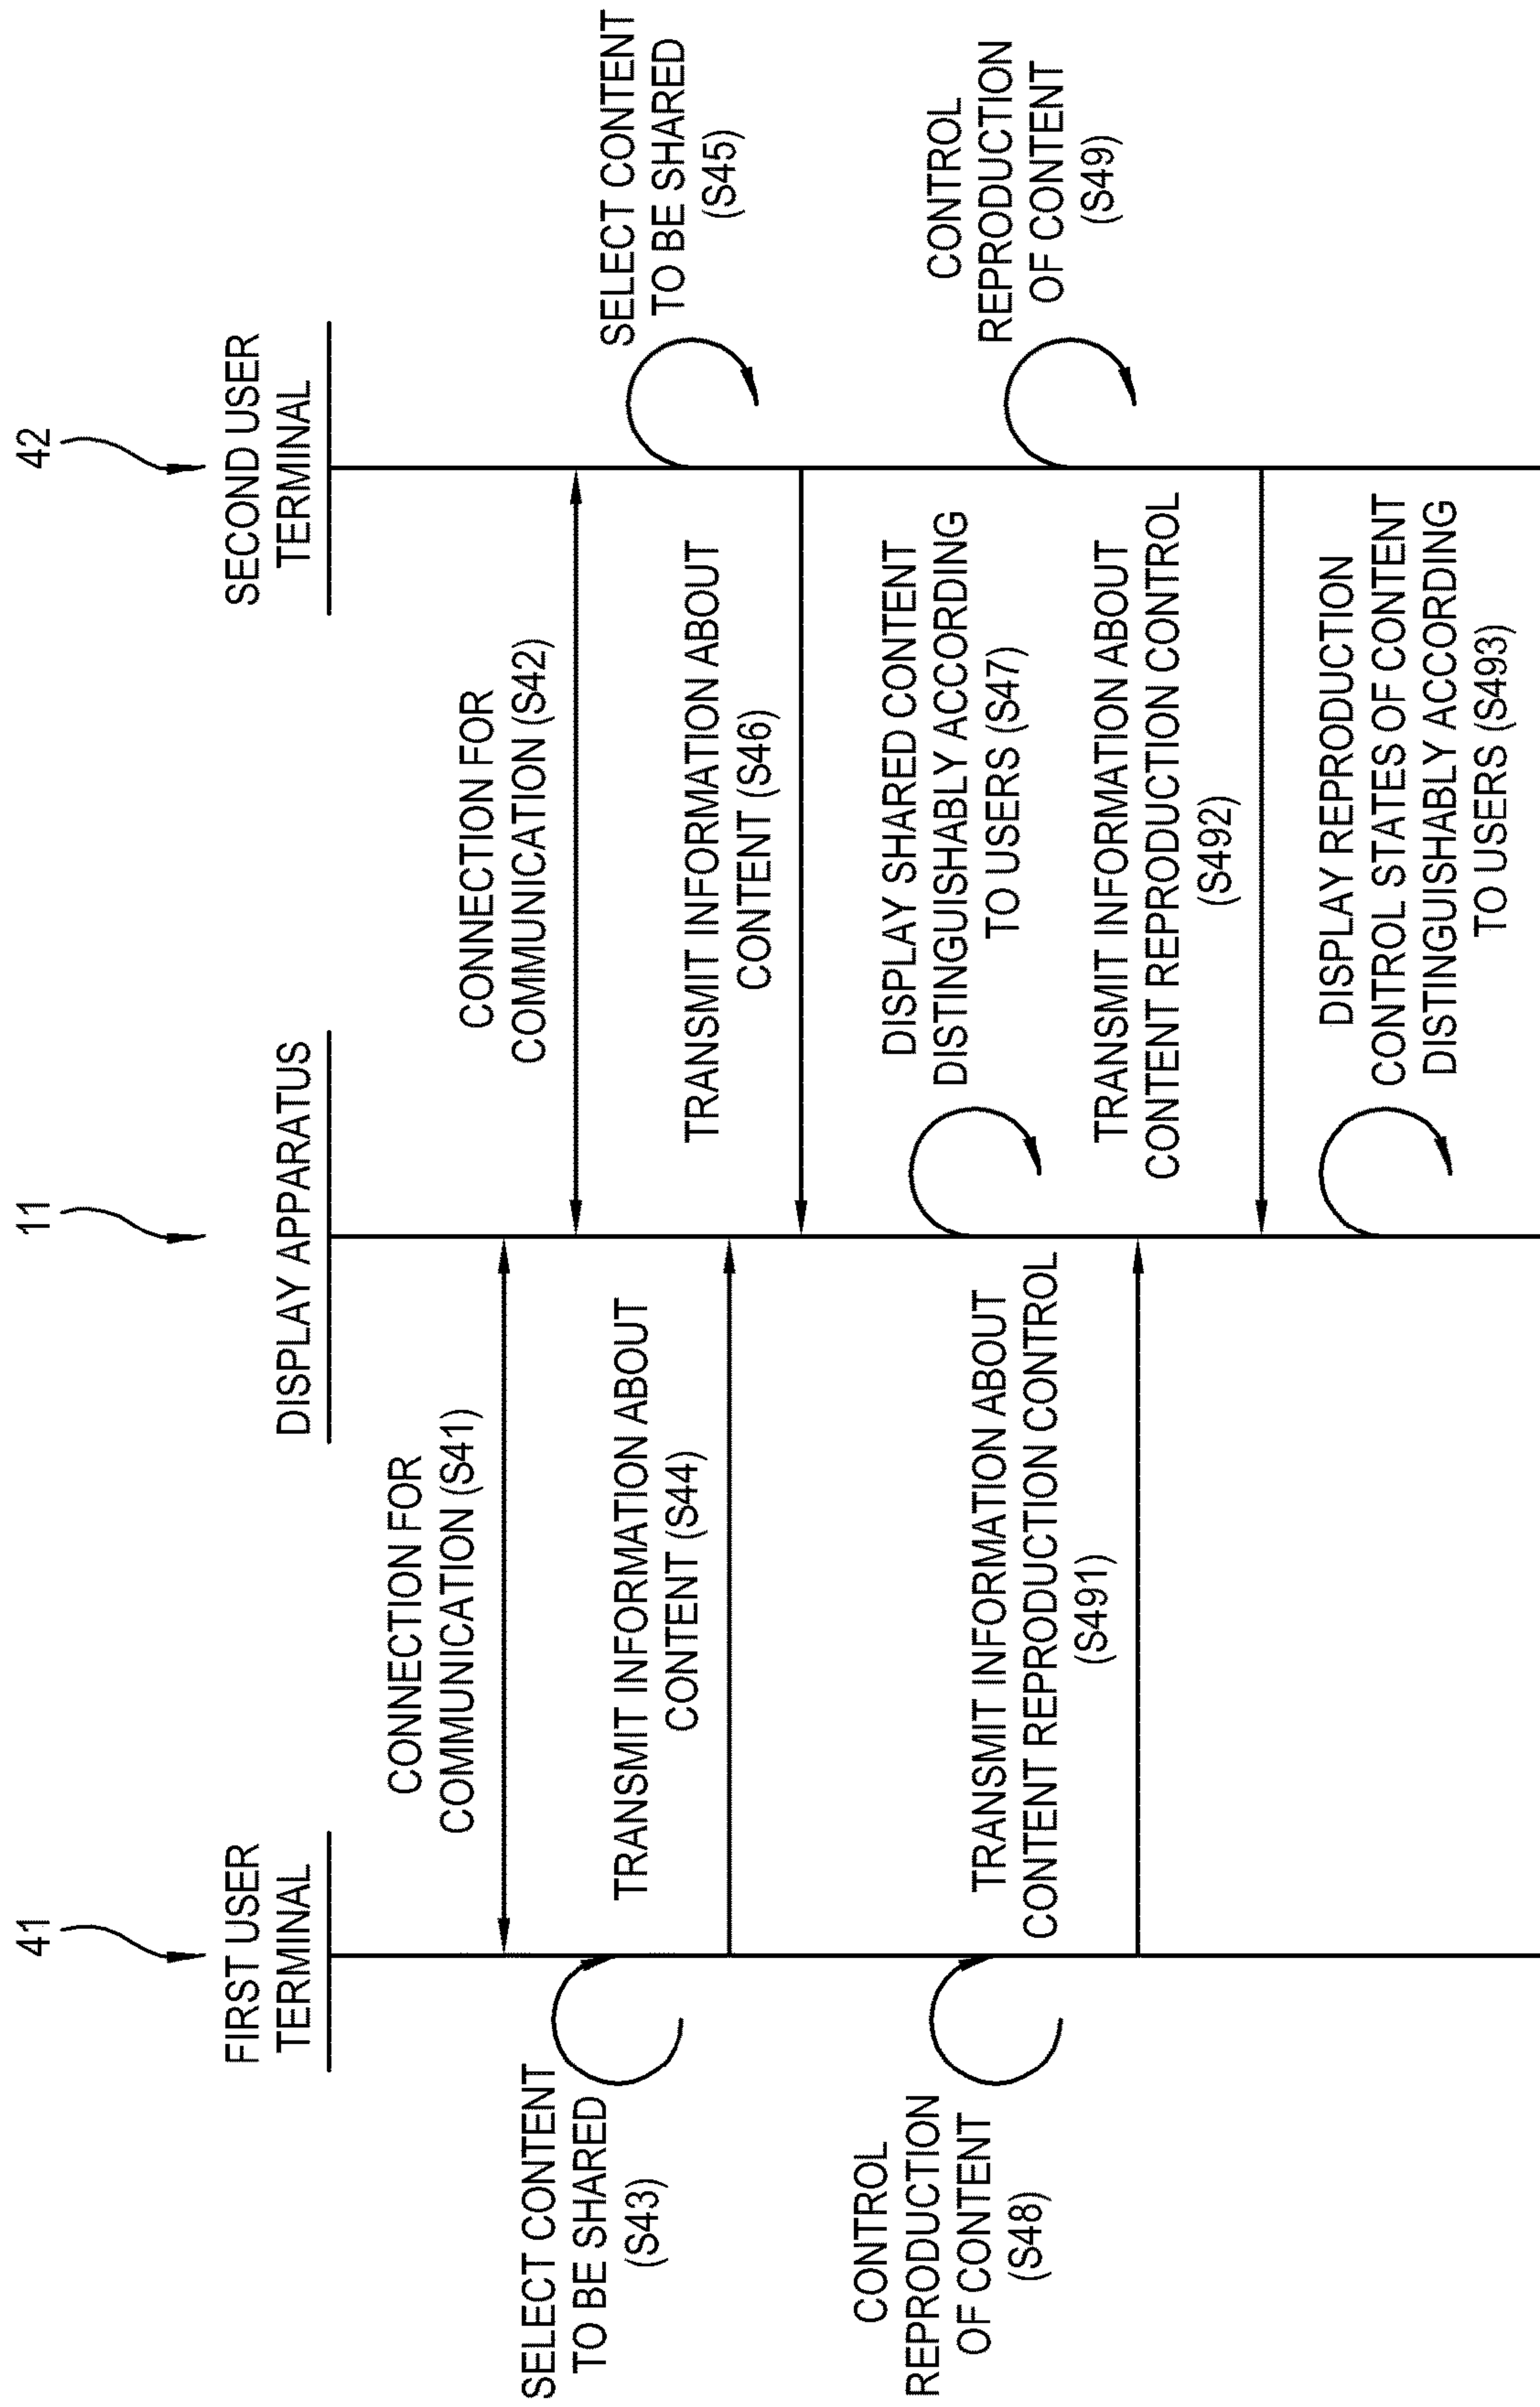 41
FIRST USER
TERMINAL
11
DISPLAY APPARATUS
42
SECOND USER
TERMINAL
CONNECTION FOR
COMMUNICATION (S41)
CONNECTION FOR
COMMUNICATION (S42)
SELECT CONTENT
TO BE SHARED
(S43)
TRANSMIT INFORMATION ABOUT
CONTENT (S44)
SELECT CONTENT
TO BE SHARED
(S45)
TRANSMIT INFORMATION ABOUT
CONTENT (S46)
DISPLAY SHARED CONTENT
DISTINGUISHABLY ACCORDING
TO USERS (S47)
CONTROL
REPRODUCTION
OF CONTENT
(S48)
CONTROL
REPRODUCTION
OF CONTENT
(S49)
TRANSMIT INFORMATION ABOUT
CONTENT REPRODUCTION CONTROL
(S491)
TRANSMIT INFORMATION ABOUT
CONTENT REPRODUCTION CONTROL
(S492)
DISPLAY REPRODUCTION
CONTROL STATES OF CONTENT
DISTINGUISHABLY ACCORDING
TO USERS (S493)